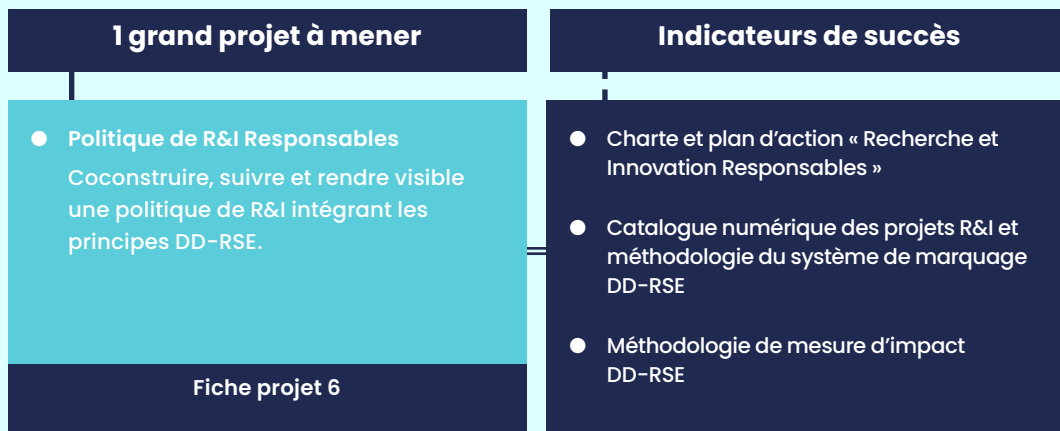 1 grand projet à mener
Politique de R&I Responsables
Coconstruire, suivre et rendre visible
une politique de R&I intégrant les
principes DD-RSE.
Fiche projet 6
Indicateurs de succès
Charte et plan d'action « Recherche et
Innovation Responsables »
Catalogue numérique des projets R&I et
méthodologie du système de marquage
DD-RSE
Méthodologie de mesure d'impact
DD-RSE